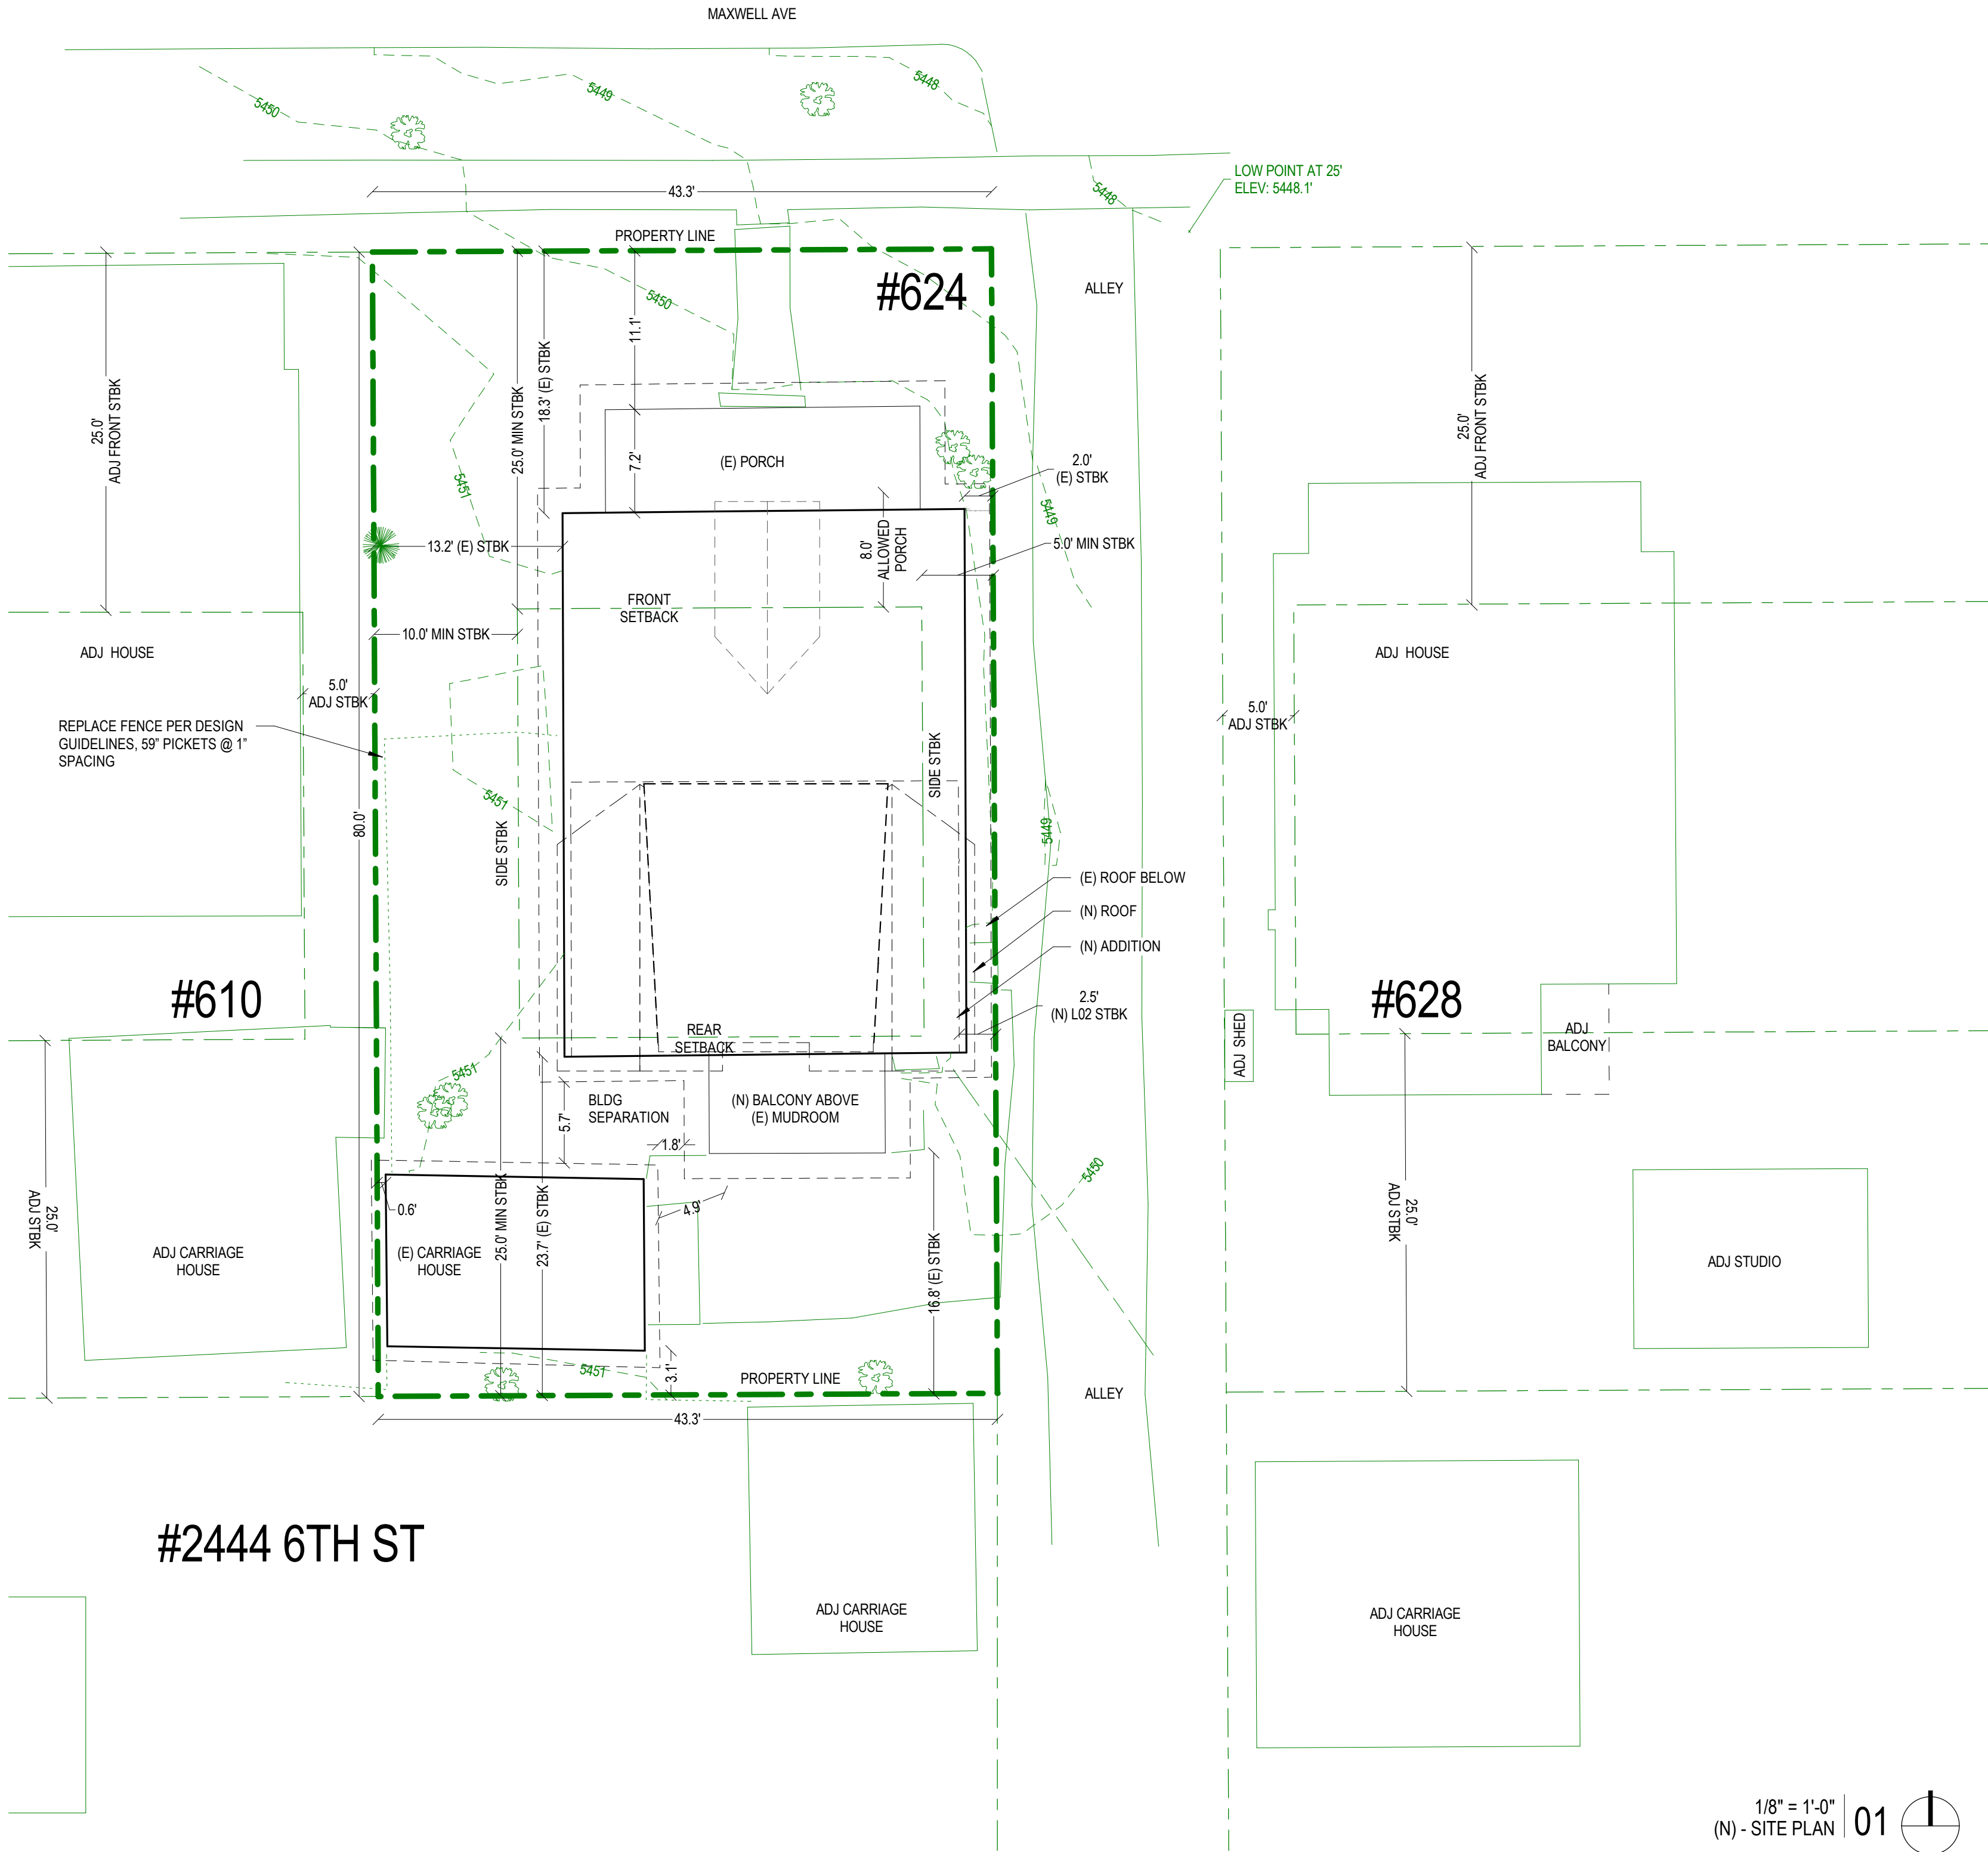 MAXWELL AVE
5450
5449
5448
5448
LOW POINT AT 25'
ELEV: 5448.1'
43.3'
PROPERTY LINE
#624
ALLEY
5450
11.1'
18.3' (E) STBK
25.0' MIN STBK
25.0'
ADJ FRONT STBK
25.0'
ADJ FRONT STBK
7.2'
(E) PORCH
2.0'
(E) STBK
5451
5449
13.2' (E) STBK
8.0'
ALLOWED
PORCH
5.0' MIN STBK
FRONT
SETBACK
10.0' MIN STBK
ADJ  HOUSE
ADJ  HOUSE
5.0'
ADJ STBK
5.0'
ADJ STBK
REPLACE FENCE PER DESIGN
GUIDELINES, 59" PICKETS @ 1"
SPACING
SIDE STBK
5451
80.0'
5449
SIDE STBK
(E) ROOF BELOW
(N) ROOF
(N) ADDITION
2.5'
(N) L02 STBK
#610
#628
REAR
SETBACK
ADJ  SHED
ADJ
BALCONY
5451
BLDG
SEPARATION
(N) BALCONY ABOVE
(E) MUDROOM
5.7'
1.8'
5450
0.6'
4.9'
25.0'
ADJ STBK
25.0' MIN STBK
23.7' (E) STBK
25.0'
ADJ STBK
ADJ CARRIAGE
HOUSE
(E) CARRIAGE
HOUSE
16.8' (E) STBK
ADJ STUDIO
5451
3.1'
PROPERTY LINE
ALLEY
43.3'
#2444 6TH ST
ADJ CARRIAGE
HOUSE
ADJ CARRIAGE
HOUSE
1/8" = 1'-0"
(N) - SITE PLAN
01